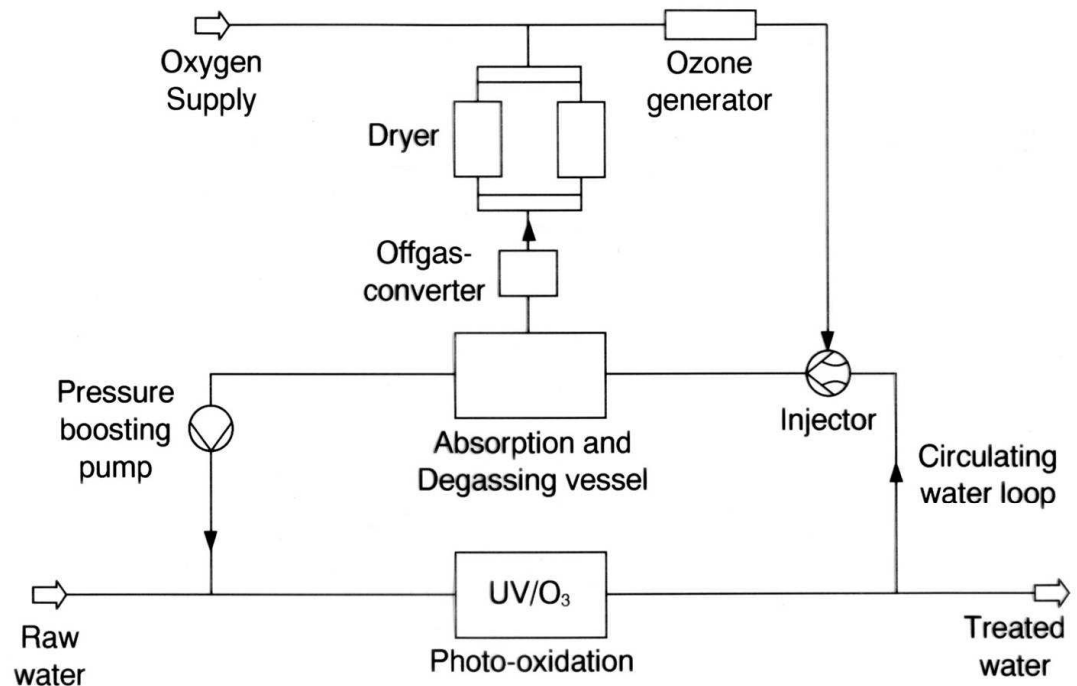 Oxygen
Supply
Ozone
generator
Dryer
Offgas-
converter
Pressure
boosting
pump
Injector
Absorption and
Degassing vessel
Circulating
water loop
UV/O₃
Raw
water
Photo-oxidation
Treated
water